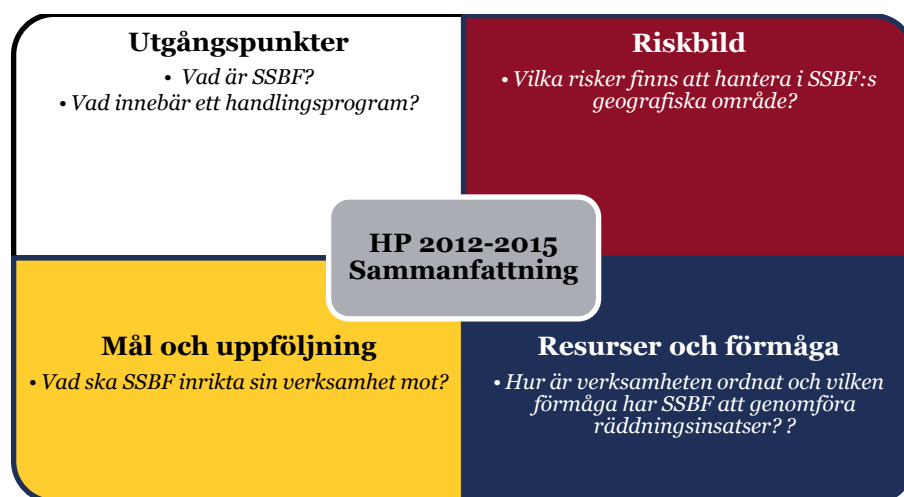 Utgångspunkter
• Vad är SSBF?
• Vad innebär ett handlingsprogram?
Riskbild
• Vilka risker finns att hantera i SSBF:s
geografiska område?
HP 2012-2015
Sammanfattning
Mål och uppföljning
• Vad ska SSBF inrikta sin verksamhet mot?
Resurser och förmåga
• Hur är verksamheten ordnat och vilken
förmåga har SSBF att genomföra
räddningsinsatser? ?